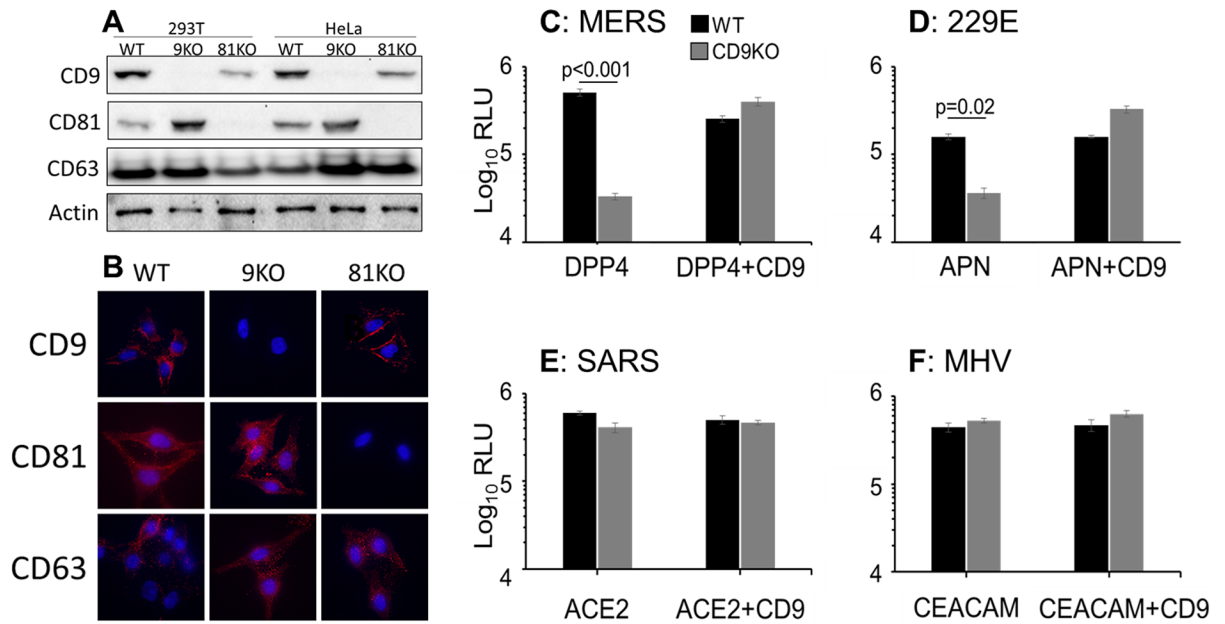 A
293T HeLa
WT 9KO 81KO WT 9KO 81KO
CD9
CD81
CD63
Actin
B
WT 9KO 81KO
CD9
CD81
CD63
C: MERS
WT
CD9KO
6
5
4
Log10 RLU
p<0.001
DPP4 DPP4+CD9
D: 229E
6
5
4
p=0.02
APN APN+CD9
E: SARS
6
5
4
Log10 RLU
ACE2 ACE2+CD9
F: MHV
6
5
4
CEACAM CEACAM+CD9